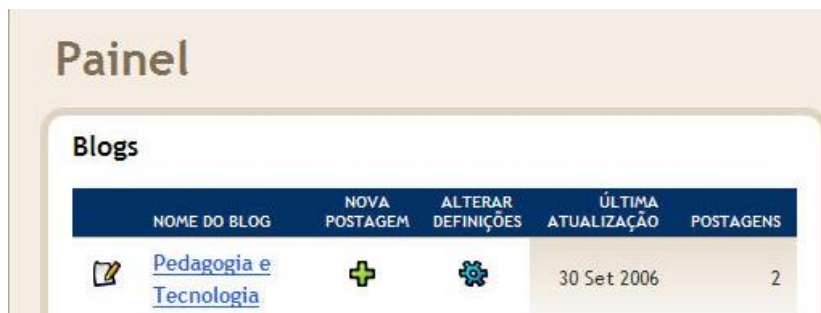 Painel
Blogs
NOME DO BLOG
NOVA POSTAGEM
ALTERAR DEFINIÇÕES
ÚLTIMA ATUALIZAÇÃO
POSTAGENS
Pedagogia e
Tecnologia
30 Set 2006
2